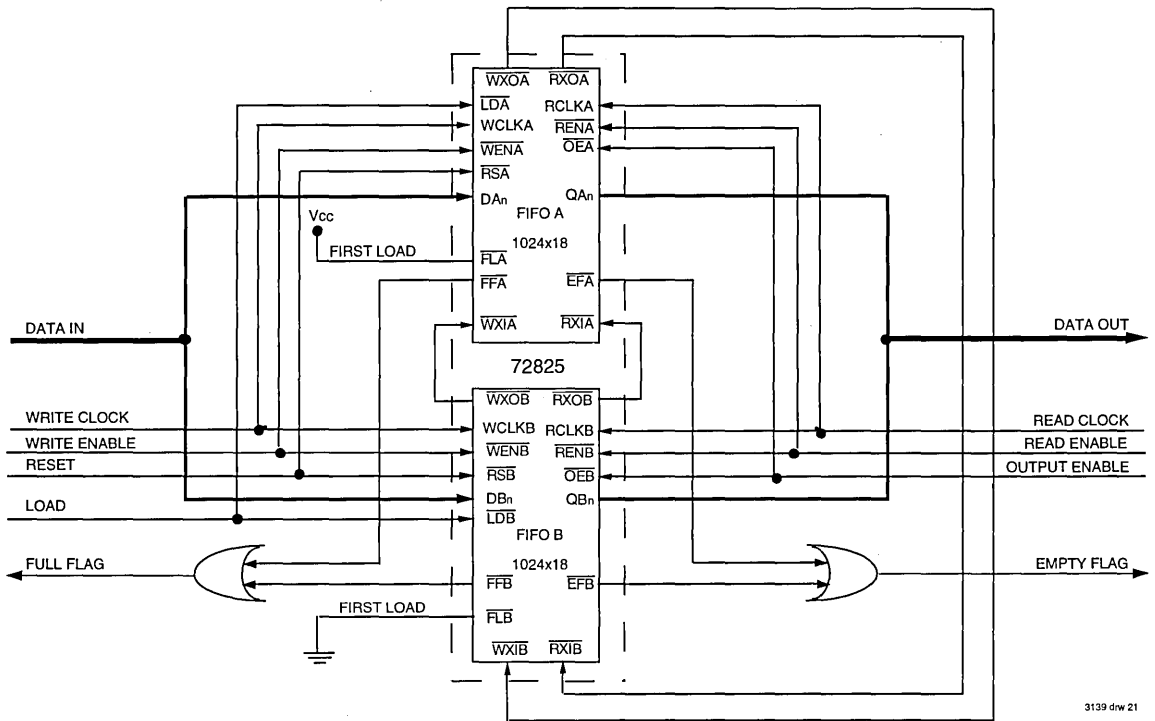 WXOA RXOA
LDA RCLKA
WCLKA RENA
WENA OEA
RSA
DAn QAn
FIFO A
Vcc
1024x18
FIRST LOAD
FLA
FFA EFA
DATA IN
WXIA RXIA
DATA OUT
72825
WXOB RXOB
WRITE CLOCK
WCLKB RCLKB
READ CLOCK
WRITE ENABLE
WENB RENB
READ ENABLE
RESET
RSB OEB
OUTPUT ENABLE
DBn QBn
LOAD
LDB
FIFO B
1024x18
FULL FLAG
FFB EFB
EMPTY FLAG
FIRST LOAD
FLB
WXIB RXIB
3139 drw 21